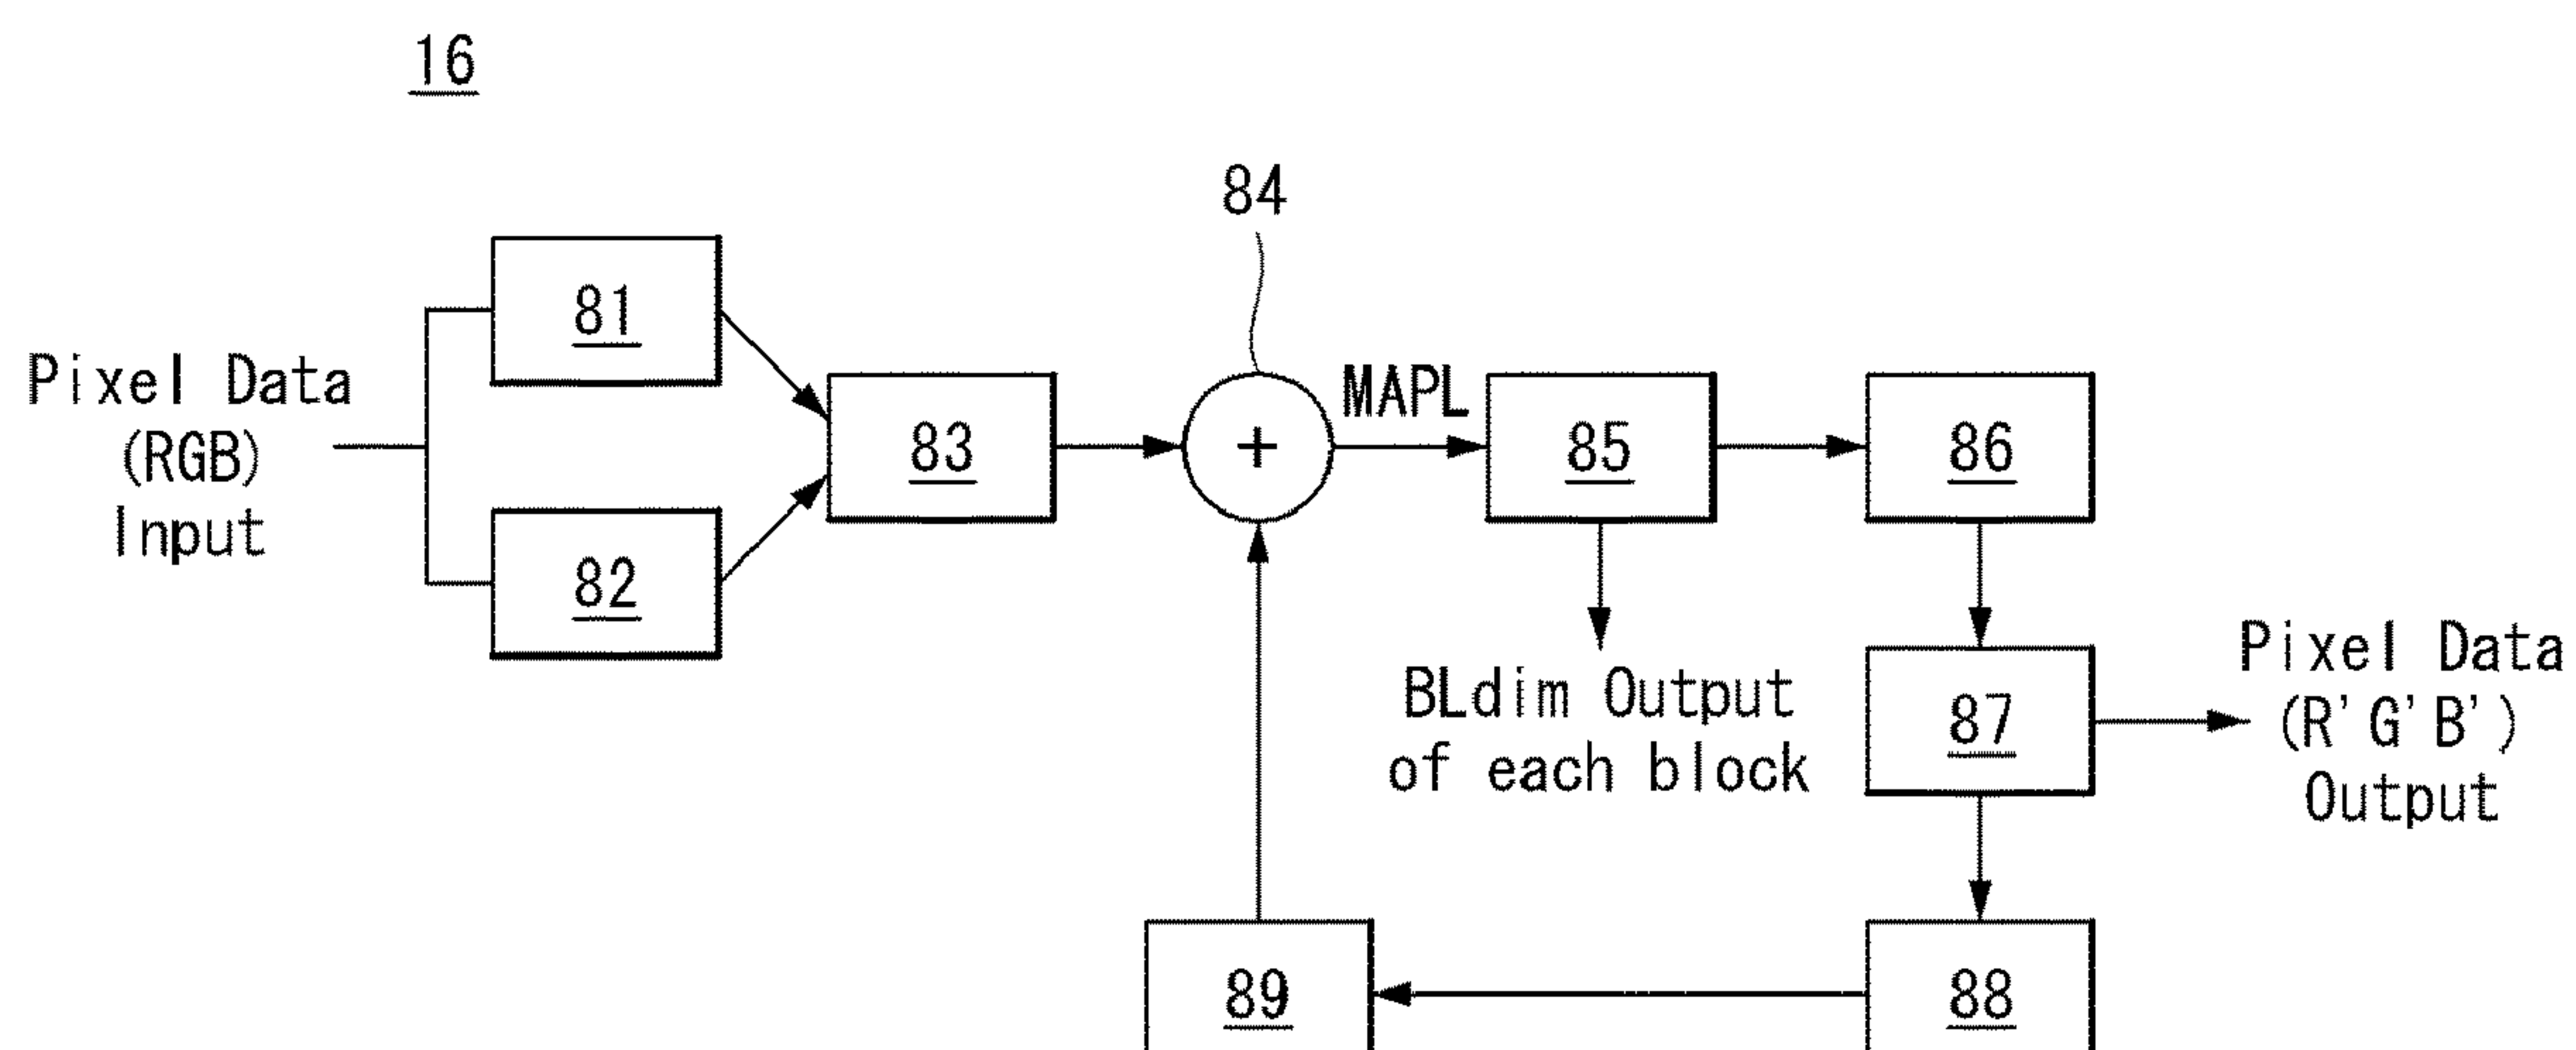 16
84
81
Pixel Data
(RGB)
Input
MAPL
83
+
85
86
82
BLdim Output
of each block
87
Pixel Data
(R'G'B')
Output
89
88